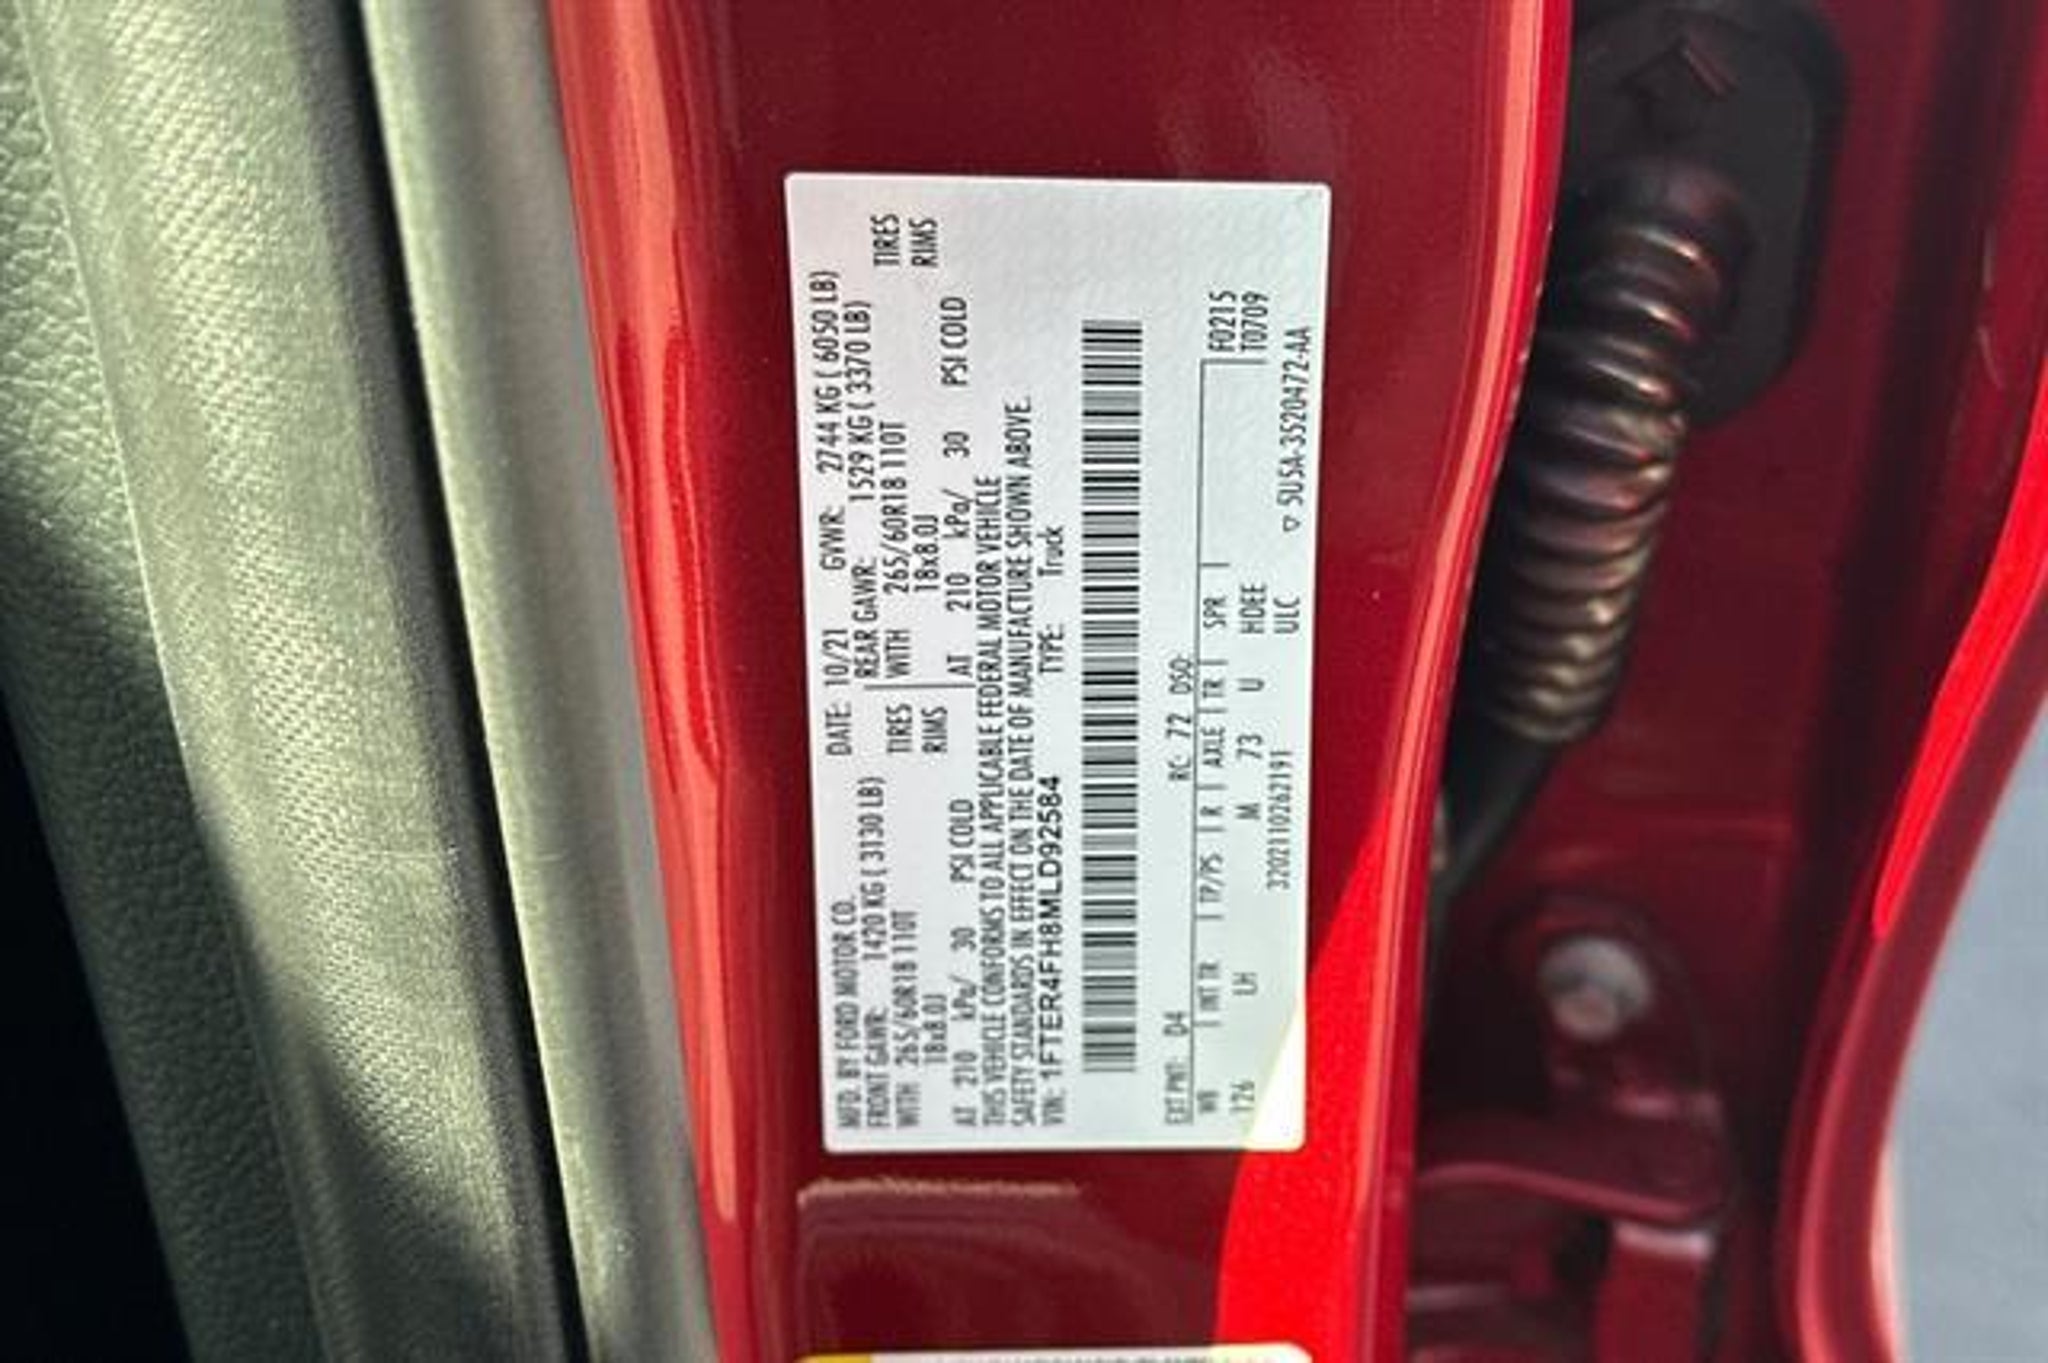 MFD. BY FORD MOTOR CO. DATE: 10/21 GVWR: 2744 KG ( 6050 LB)
FRONT GAWR: 1420 KG ( 3130 LB) REAR GAWR: 1529 KG ( 3370 LB)
WITH 265/60R18 110T TIRES WITH 265/60R18 110T TIRES
18x8.0J RIMS 18x8.0J RIMS
AT 210 kPa/ 30 PSI COLD AT 210 kPa/ 30 PSI COLD
THIS VEHICLE CONFORMS TO ALL APPLICABLE FEDERAL MOTOR VEHICLE
SAFETY STANDARDS IN EFFECT ON THE DATE OF MANUFACTURE SHOWN ABOVE.
VIN: 1FTER4FH8MLD92584 TYPE: Truck
EXT PNT: D4 RC: 72 DSO:
WB INT TR TP/PS R AXLE TR SPR F0215
126 LH M 73 U HDEE T0709
3202110262191 ULC
▽ 5U5A-3520472-AA